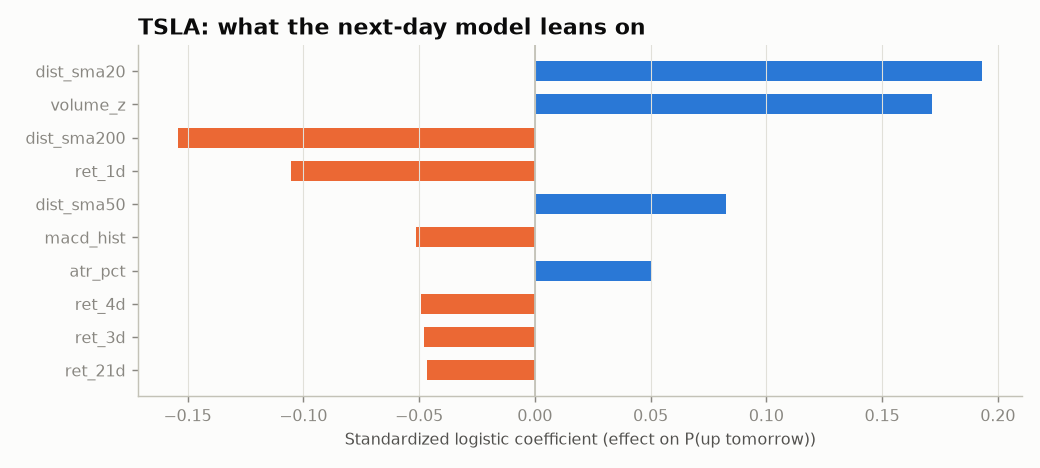 TSLA: what the next-day model leans on
dist_sma20
volume_z
dist_sma200
ret_1d
dist_sma50
macd_hist
atr_pct
ret_4d
ret_3d
ret_21d
−0.15 −0.10 −0.05 0.00 0.05 0.10 0.15 0.20
Standardized logistic coefficient (effect on P(up tomorrow))